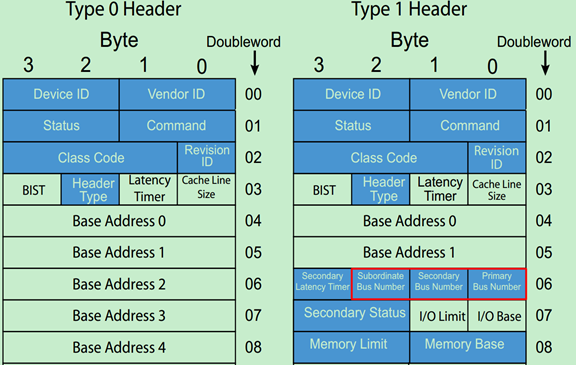 Type 0 Header
Byte
Doubleword
3 2 1 0
Device ID Vendor ID 00
Status Command 01
Class Code Revision ID 02
BIST Header Type Latency Timer Cache Line Size 03
Base Address 0 04
Base Address 1 05
Base Address 2 06
Base Address 3 07
Base Address 4 08
Type 1 Header
Byte
Doubleword
3 2 1 0
Device ID Vendor ID 00
Status Command 01
Class Code Revision ID 02
BIST Header Type Latency Timer Cache Line Size 03
Base Address 0 04
Base Address 1 05
Secondary Latency Timer Subordinate Bus Number Secondary Bus Number Primary Bus Number 06
Secondary Status I/O Limit I/O Base 07
Memory Limit Memory Base 08